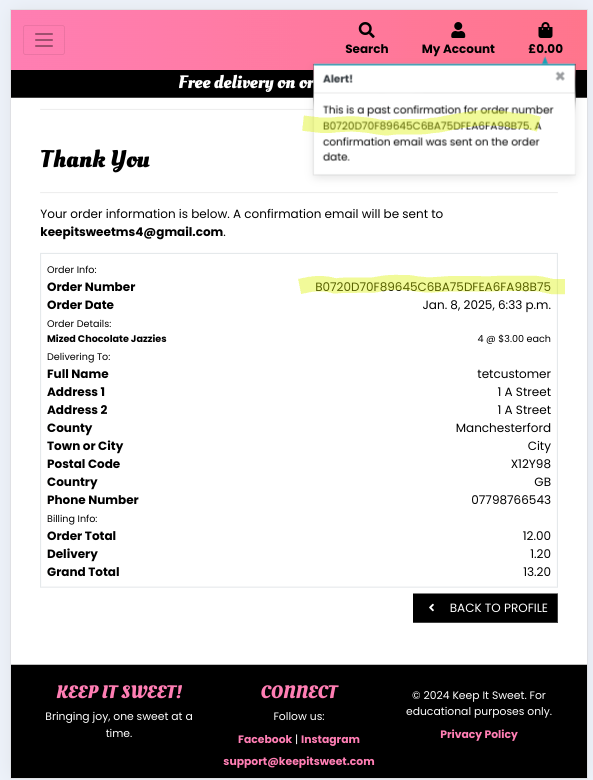 Search
My Account
£0.00
Free delivery on or
Alert!
×
This is a past confirmation for order number
B0720D70F89645C6BA75DFEA6FA98B75. A
confirmation email was sent on the order
date.
Thank You
Your order information is below. A confirmation email will be sent to
keepitsweetms4@gmail.com.
Order Info:
Order Number B0720D70F89645C6BA75DFEA6FA98B75
Order Date Jan. 8, 2025, 6:33 p.m.
Order Details:
Mized Chocolate Jazzies 4 @ $3.00 each
Delivering To:
Full Name tetcustomer
Address 1 1 A Street
Address 2 1 A Street
County Manchesterford
Town or City City
Postal Code X12Y98
Country GB
Phone Number 07798766543
Billing Info:
Order Total 12.00
Delivery 1.20
Grand Total 13.20
BACK TO PROFILE
KEEP IT SWEET!
Bringing joy, one sweet at a
time.
CONNECT
Follow us:
Facebook | Instagram
support@keepitsweet.com
© 2024 Keep It Sweet. For
educational purposes only.
Privacy Policy